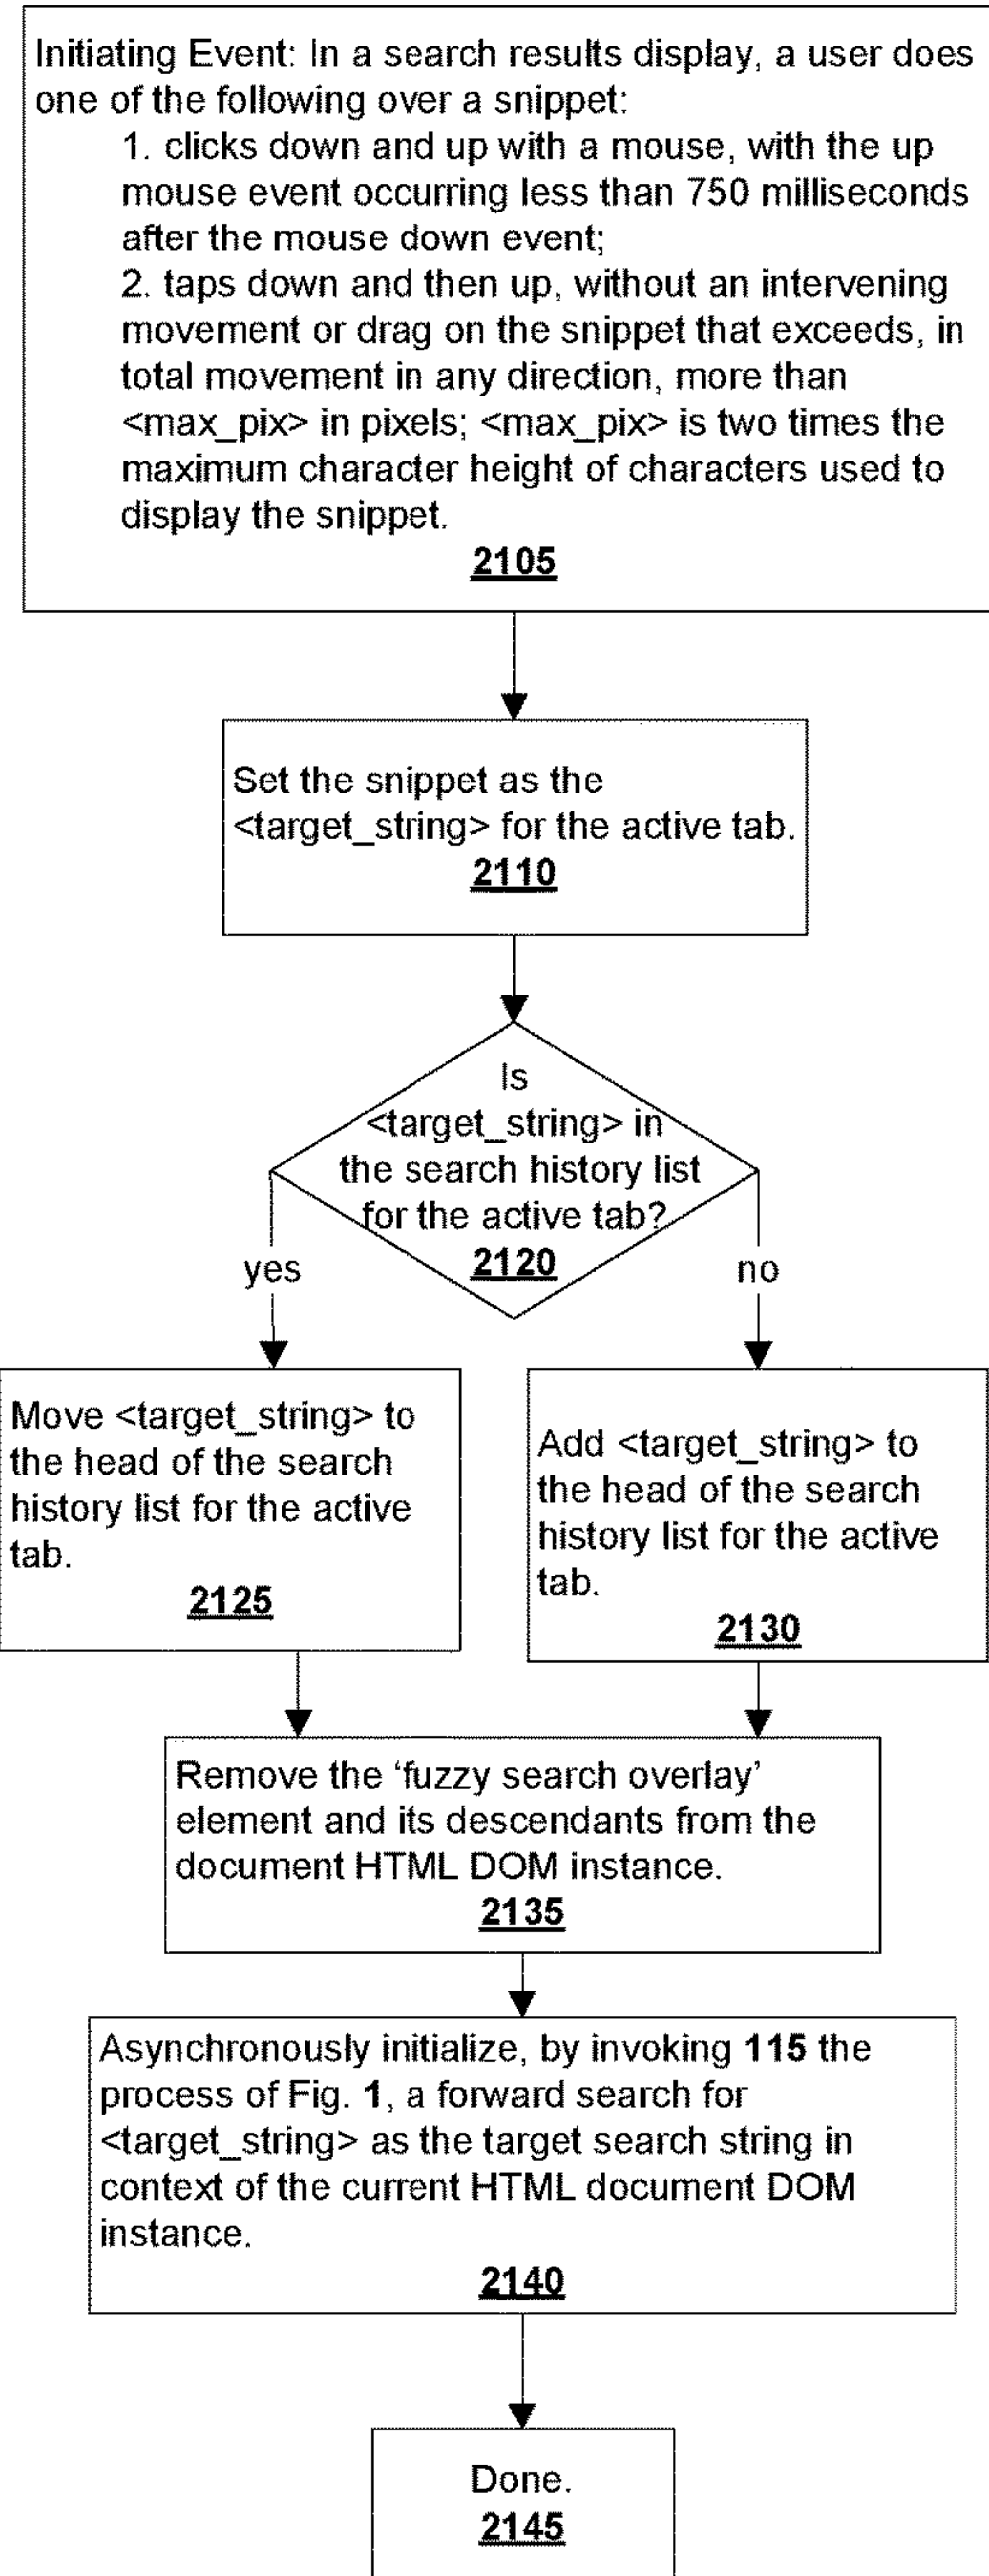 Initiating Event: In a search results display, a user does
one of the following over a snippet:
1. clicks down and up with a mouse, with the up
mouse event occurring less than 750 milliseconds
after the mouse down event;
2. taps down and then up, without an intervening
movement or drag on the snippet that exceeds, in
total movement in any direction, more than
<max_pix> in pixels; <max_pix> is two times the
maximum character height of characters used to
display the snippet.
2105
Set the snippet as the
<target_string> for the active tab.
2110
Is
<target_string> in
the search history list
for the active tab?
2120
yes
no
Move <target_string> to
the head of the search
history list for the active
tab.
2125
Add <target_string> to
the head of the search
history list for the active
tab.
2130
Remove the ‘fuzzy search overlay’
element and its descendants from the
document HTML DOM instance.
2135
Asynchronously initialize, by invoking 115 the
process of Fig. 1, a forward search for
<target_string> as the target search string in
context of the current HTML document DOM
instance.
2140
Done.
2145